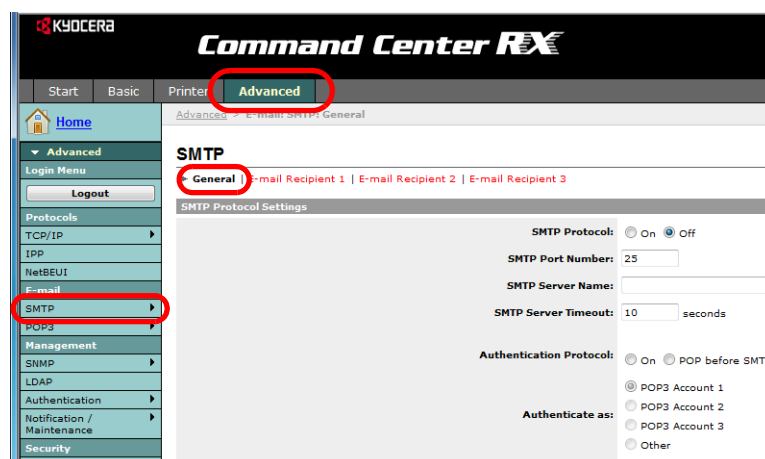 KYOCERA
Command Center RX
Start Basic Printer Advanced
Home
Advanced > E-mail: SMTP: General
Advanced
Login Menu
Logout
Protocols
TCP/IP
IPP
NetBEUI
E-mail
SMTP
POP3
Management
SNMP
LDAP
Authentication
Notification /
Maintenance
Security
SMTP
General | E-mail Recipient 1 | E-mail Recipient 2 | E-mail Recipient 3
SMTP Protocol Settings
SMTP Protocol: On Off
SMTP Port Number: 25
SMTP Server Name:
SMTP Server Timeout: 10 seconds
Authentication Protocol: On POP before SMT
Authenticate as: POP3 Account 1
POP3 Account 2
POP3 Account 3
Other